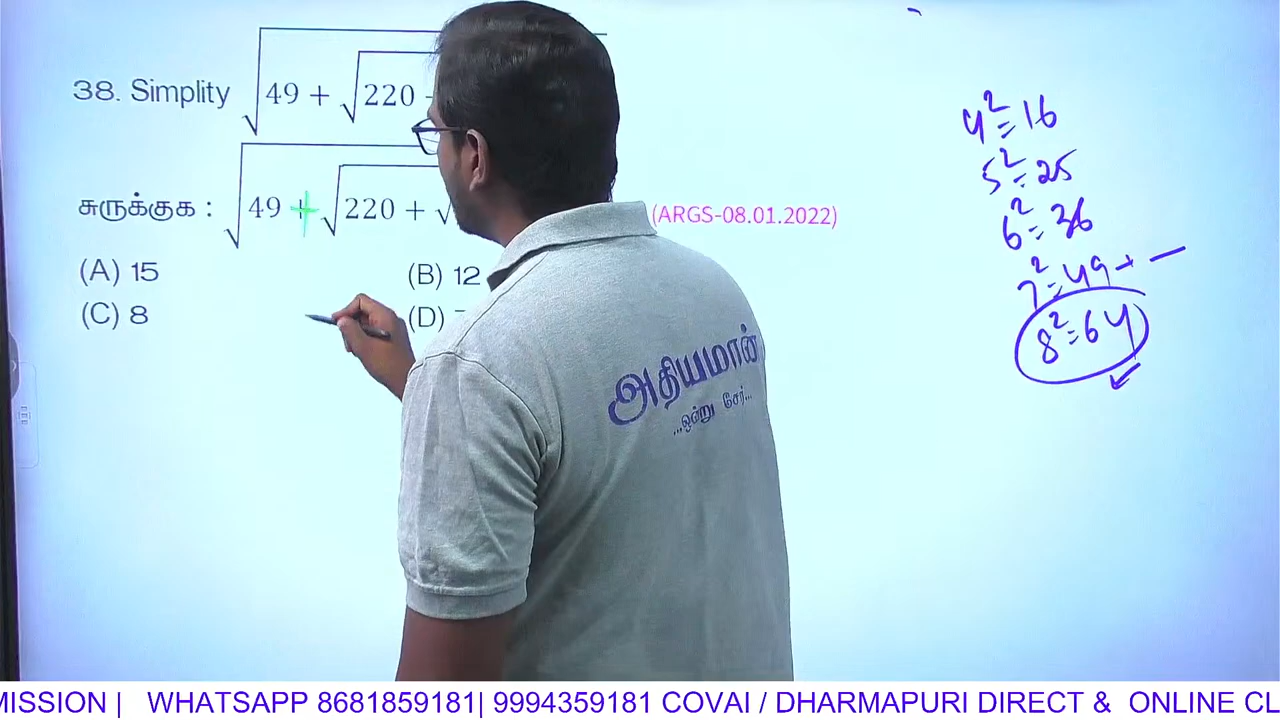 38. Simplity √49 + √220
சுருக்குக : √49 + √220 + √ (ARGS-08.01.2022)
(A) 15 (B) 12
(C) 8 (D)
4² = 16
5² = 25
6² = 36
7² = 49 + —
8² = 64
அதியமான்
...ஒன்று சேர்...
MISSION | WHATSAPP 8681859181| 9994359181 COVAI / DHARMAPURI DIRECT & ONLINE CL